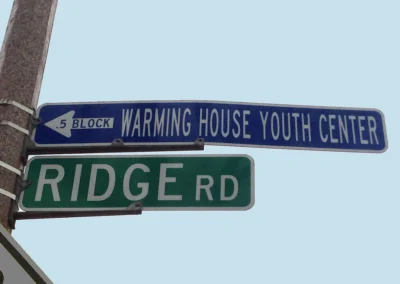 .5 BLOCK WARMING HOUSE YOUTH CENTER
RIDGE RD